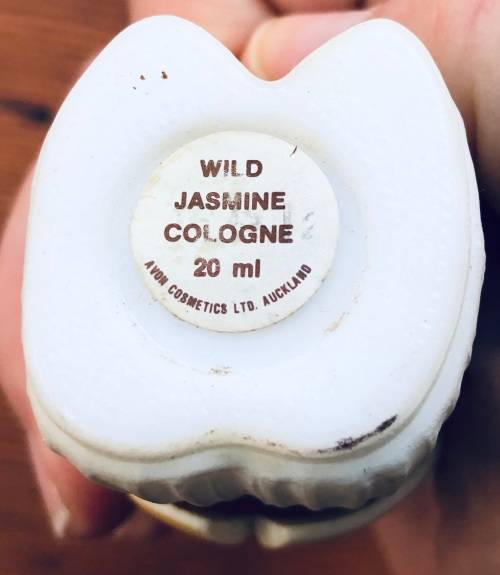 WILD
JASMINE
COLOGNE
20 ml
AVON COSMETICS LTD. AUCKLAND